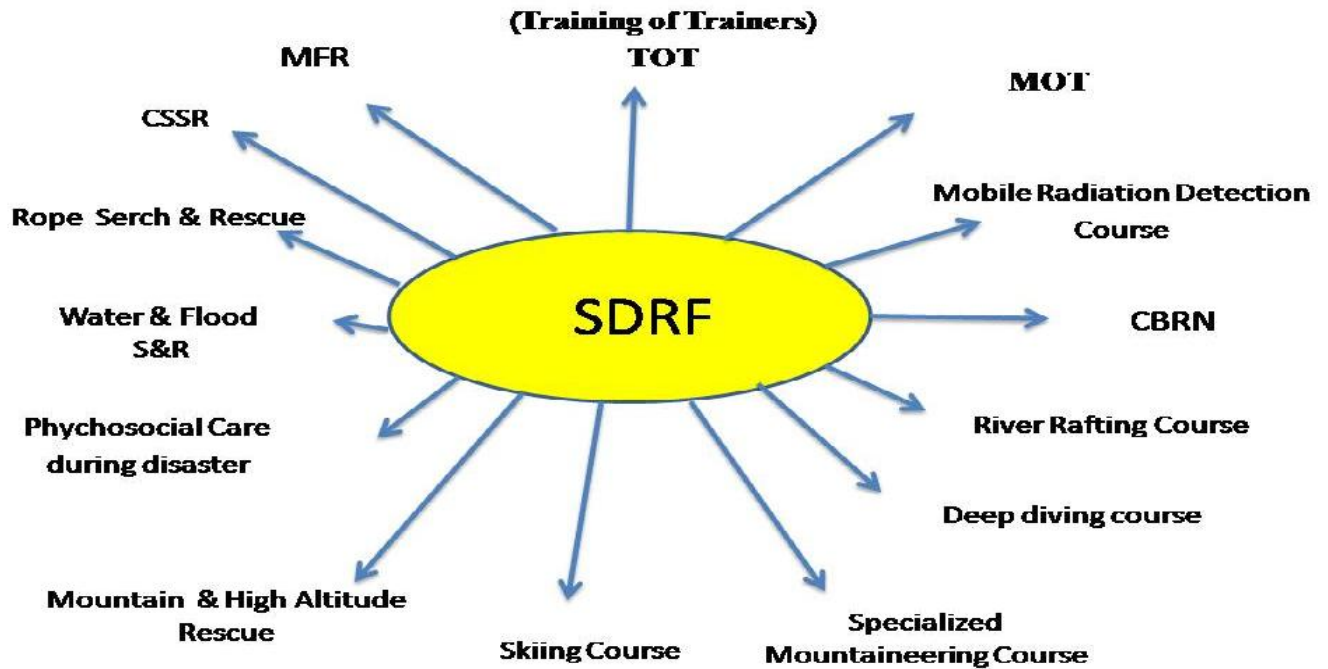 (Training of Trainers)
TOT
MFR
MOT
CSSR
Mobile Radiation Detection
Course
Rope Serch & Rescue
SDRF
Water & Flood
S&R
CBRN
Phychosocial Care
during disaster
River Rafting Course
Deep diving course
Mountain & High Altitude
Rescue
Skiing Course
Specialized
Mountaineering Course